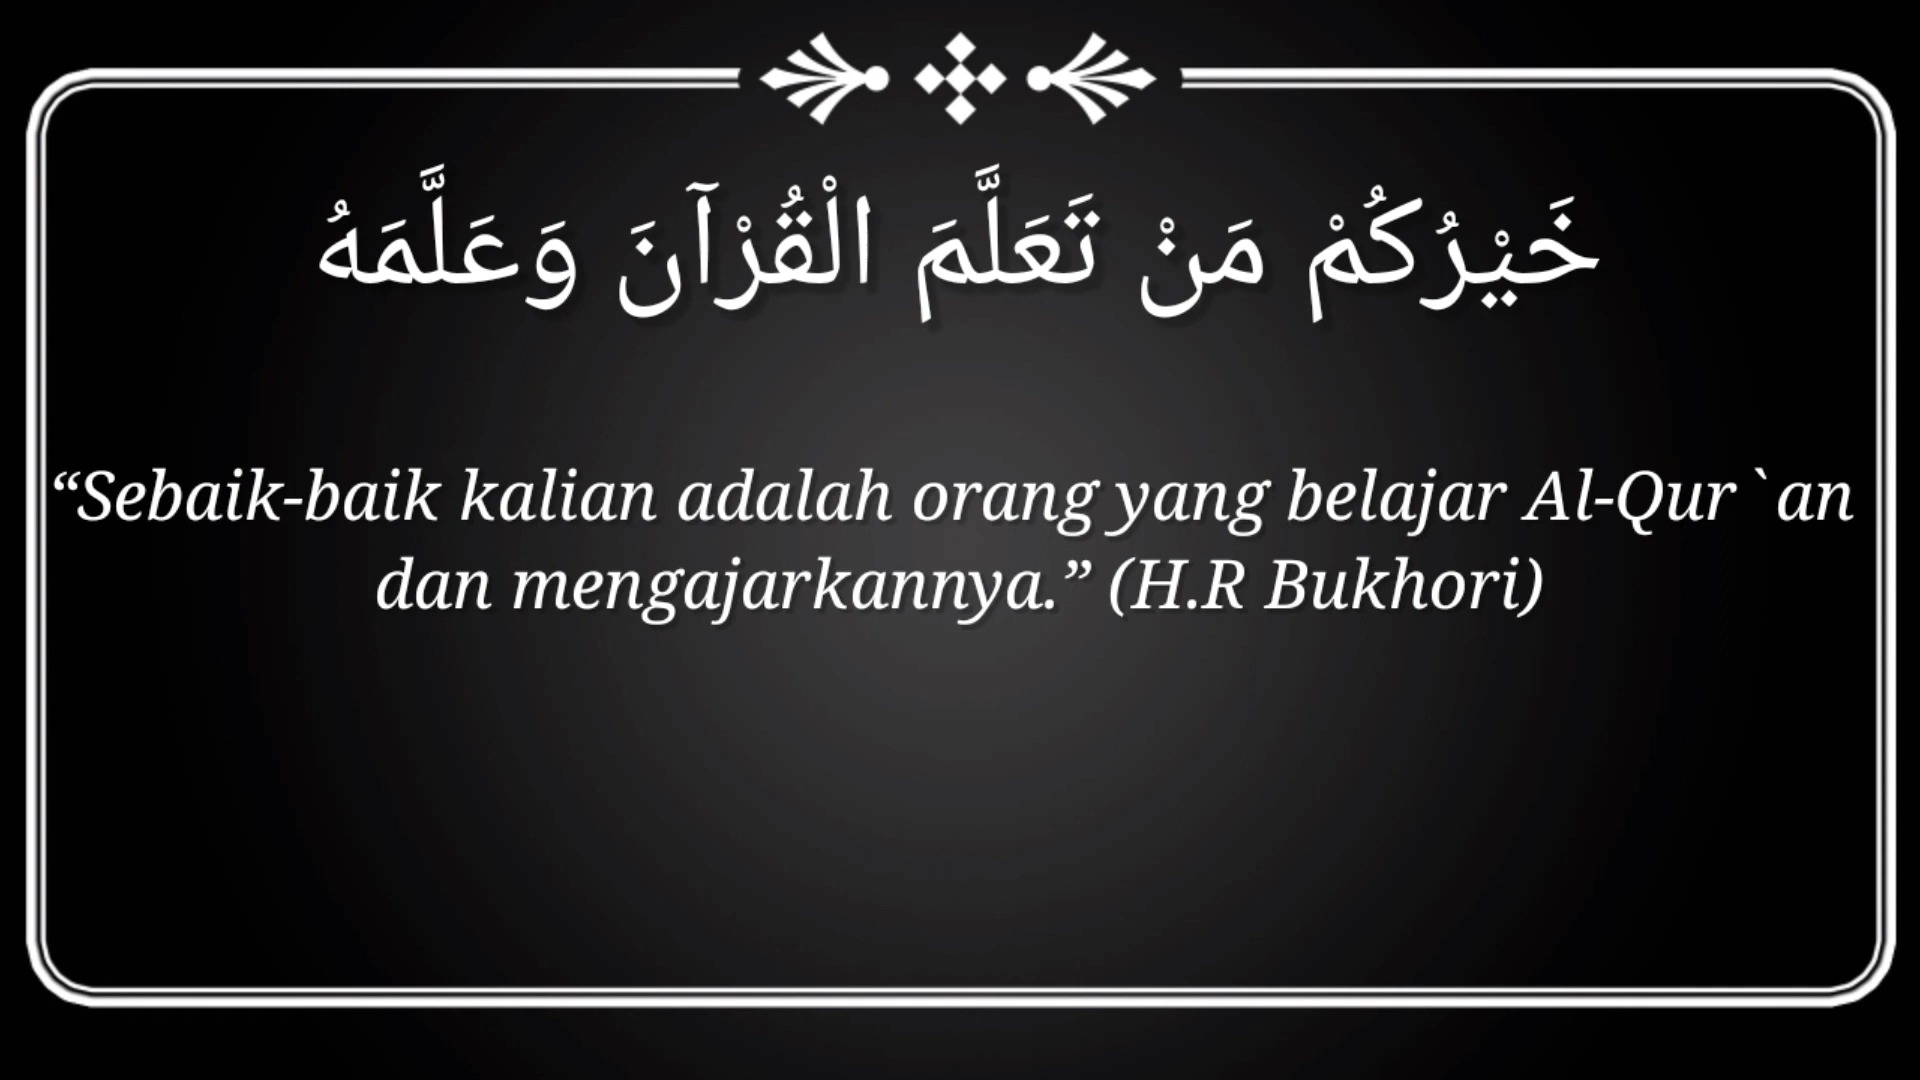 خَيْرُكُمْ مَنْ تَعَلَّمَ الْقُرْآنَ وَعَلَّمَهُ
“Sebaik-baik kalian adalah orang yang belajar Al-Qur`an
dan mengajarkannya.” (H.R Bukhori)